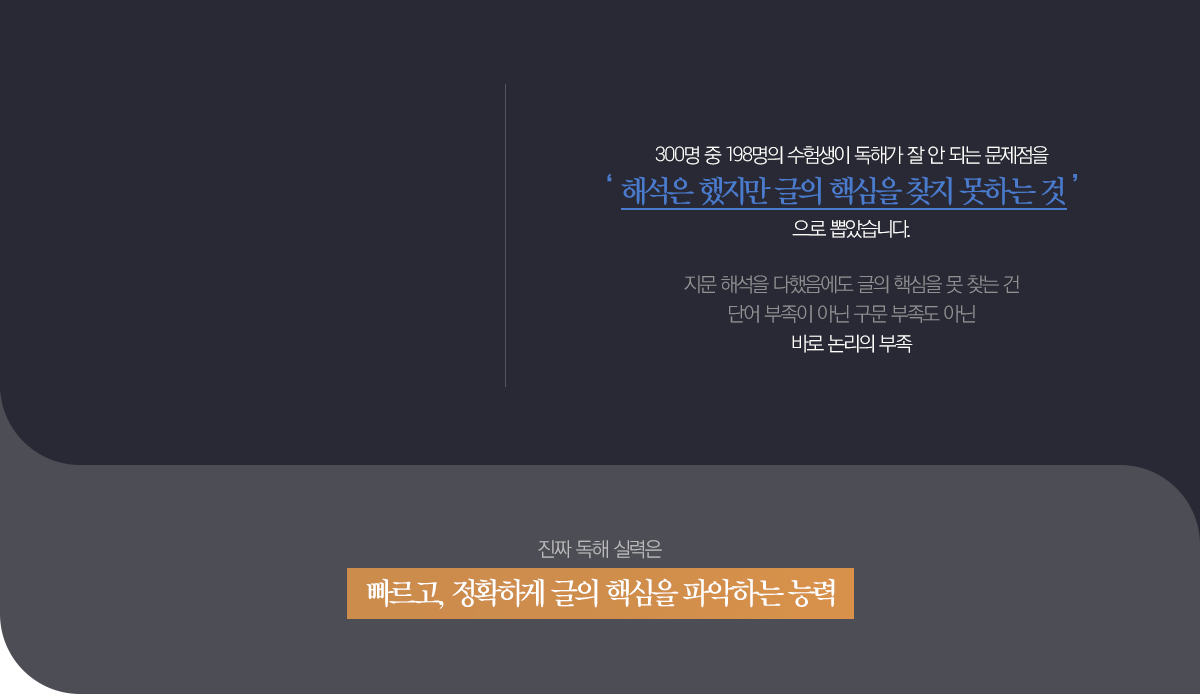 300명 중 198명의 수험생이 독해가 잘 안 되는 문제점을
‘ 해석은 했지만 글의 핵심을 찾지 못하는 것 ’
으로 뽑았습니다.
지문 해석을 다했음에도 글의 핵심을 못 찾는 건
단어 부족이 아닌 구문 부족도 아닌
바로 논리의 부족
진짜 독해 실력은
빠르고, 정확하게 글의 핵심을 파악하는 능력